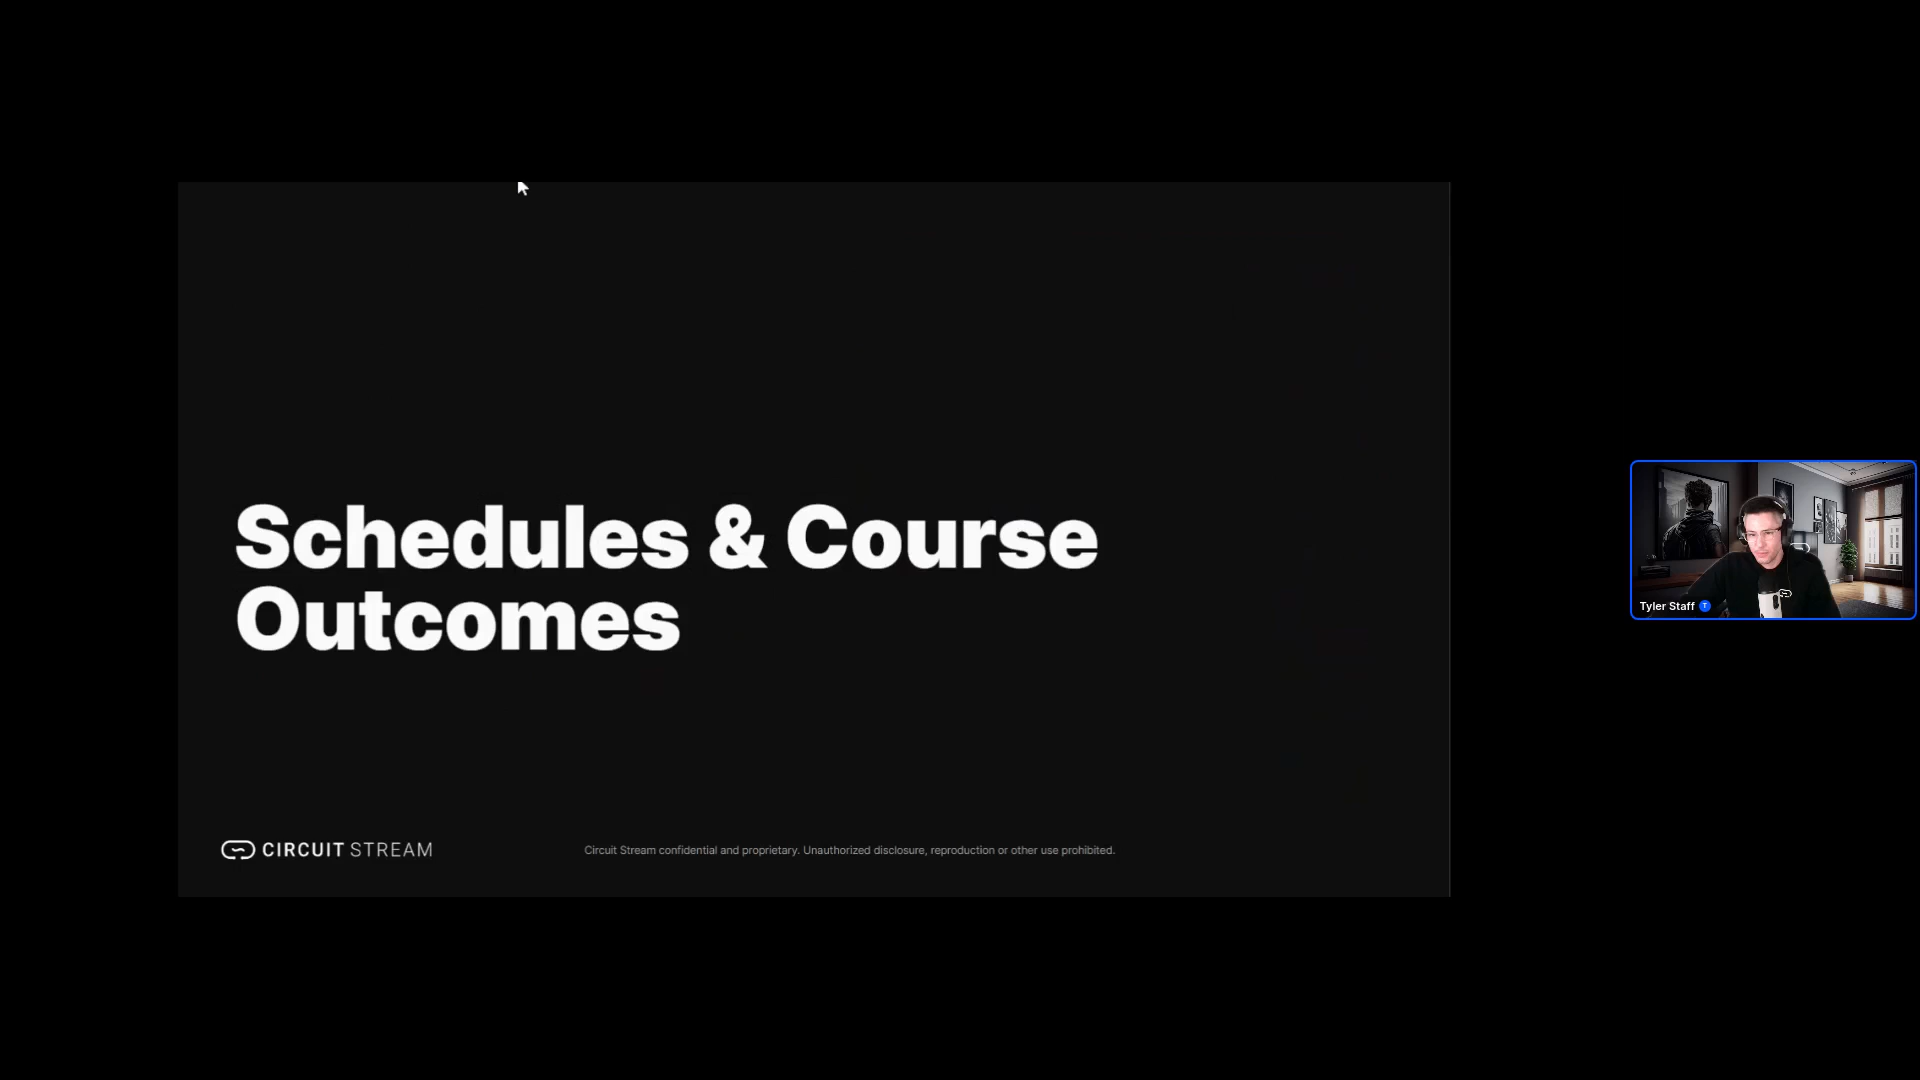 Schedules & Course
Outcomes
CIRCUIT STREAM
Circuit Stream confidential and proprietary. Unauthorized disclosure, reproduction or other use prohibited.
Tyler Staff T